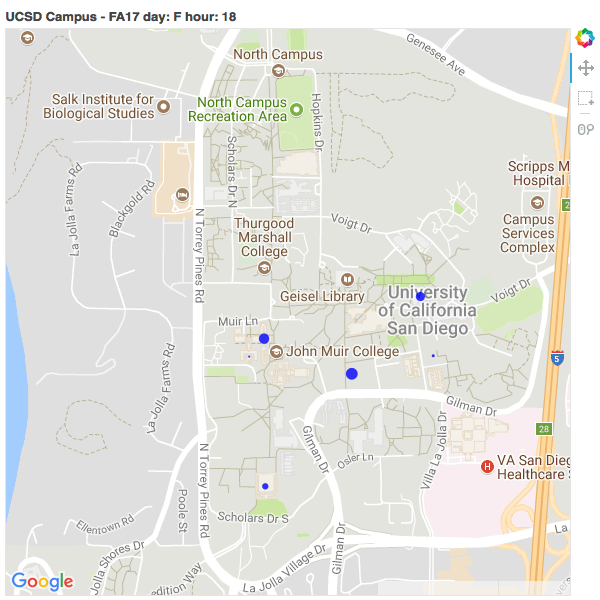 UCSD Campus - FA17 day: F hour: 18
Genesee Ave
North Campus
Salk Institute for
Biological Studies
North Campus
Recreation Area
Hopkins Dr
Scholars Dr N
Scripps M
Hospital
La Jolla Farms Rd
Blackgold Rd
N Torrey Pines Rd
Voigt Dr
Campus
Services
Complex
Thurgood
Marshall
College
Geisel Library
University
of California
San Diego
Voigt Dr
Muir Ln
John Muir College
5
La Jolla Farms Rd
Gilman Dr
28
Gilman Dr
Villa La Jolla Dr
N Torrey Pines Rd
Osler Ln
H
VA San Dieg
Healthcare
Poole St
Ellentown Rd
Scholars Dr S
La
Jolla Shores Dr
Gilman Dr
La Jolla Village Dr
edition Way
Google